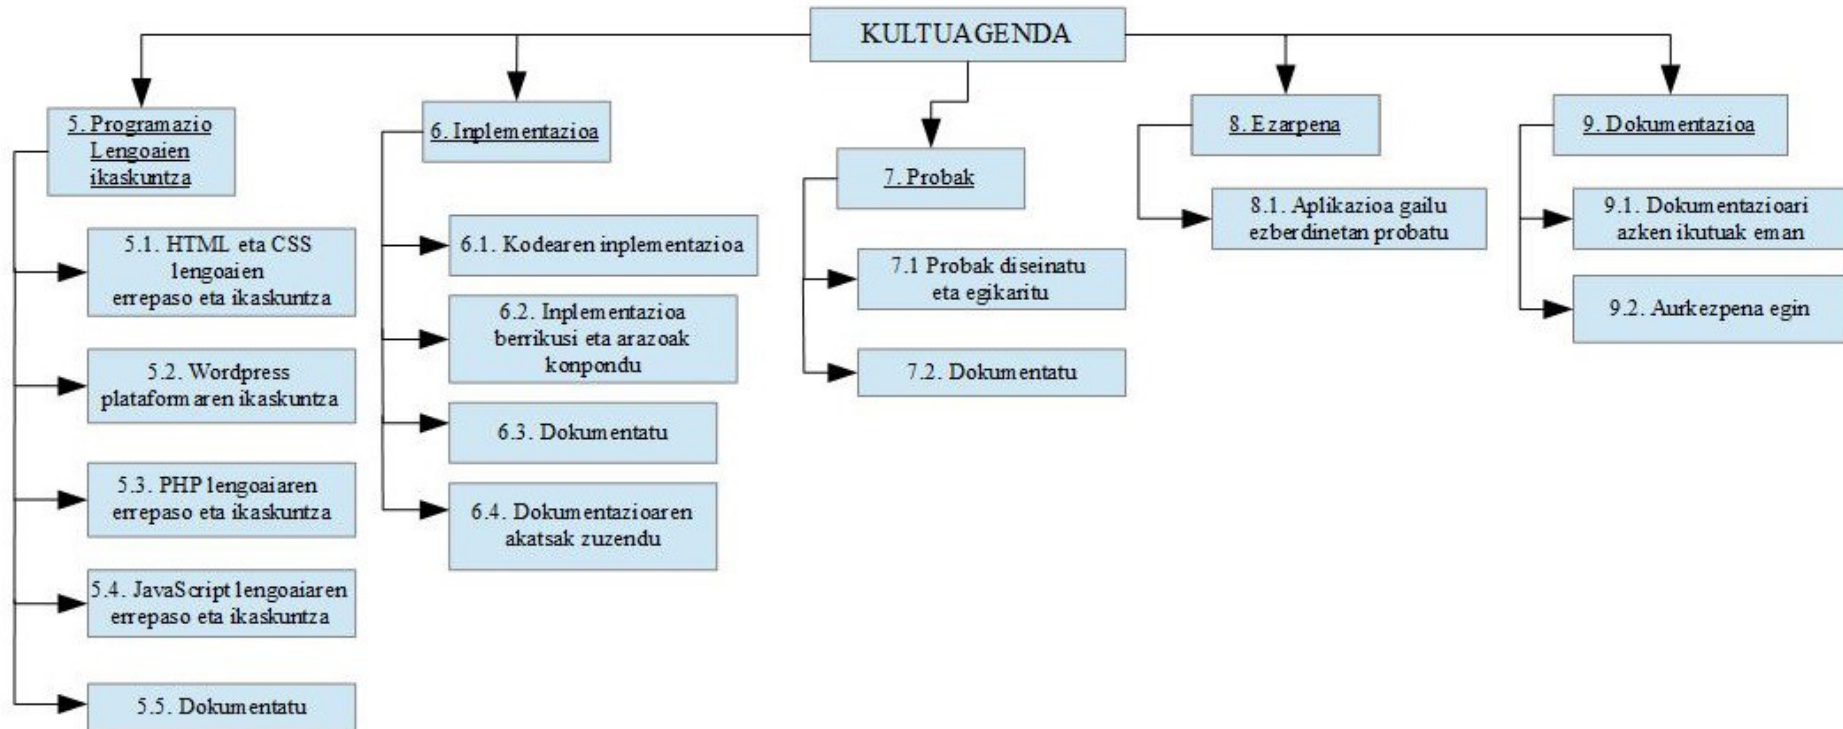 KULTUAGENDA
5. Programazio
Lengoaien
ikaskuntza
5.1. HTML eta CSS
lengoaien
errepaso eta ikaskuntza
5.2. Wordpress
plataformaren ikaskuntza
5.3. PHP lengoaiaren
errepaso eta ikaskuntza
5.4. JavaScript lengoaiaren
errepaso eta ikaskuntza
5.5. Dokumentatu
6. Inplementazioa
6.1. Kodearen inplementazioa
6.2. Inplementazioa
berrikusi eta arazoak
konpondu
6.3. Dokumentatu
6.4. Dokumentazioaren
akatsak zuzendu
7. Probak
7.1 Probak diseinatu
eta egikaritu
7.2. Dokumentatu
8. Ezarpena
8.1. Aplikazioa gailu
ezberdinetan probatu
9. Dokumentazioa
9.1. Dokumentazioari
azken ikutuak eman
9.2. Aurkezpena egin